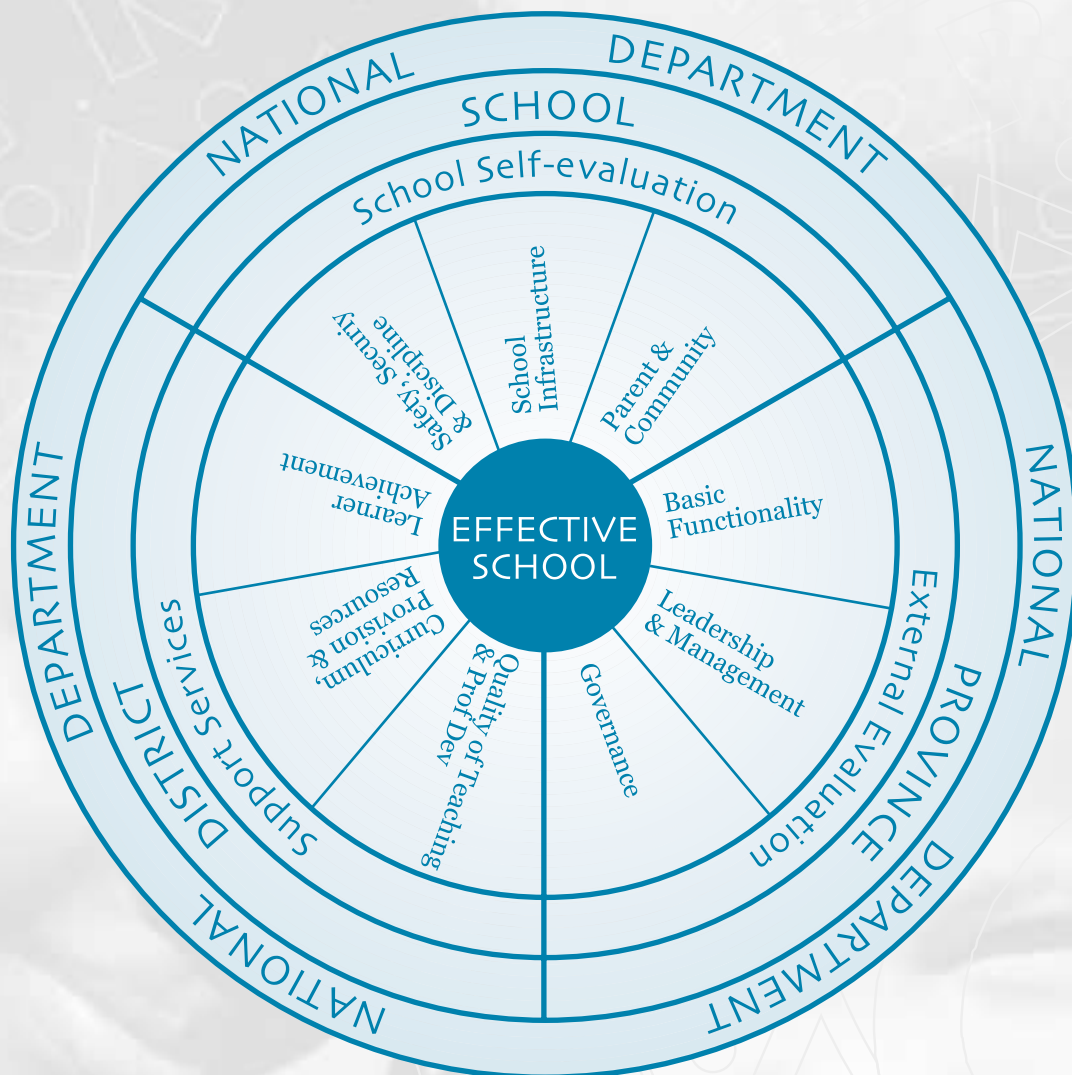 NATIONAL DEPARTMENT
SCHOOL
School Self-evaluation
NATIONAL DEPARTMENT
PROVINCE
External Evaluation
NATIONAL DEPARTMENT
DISTRICT
Support Services
Safety, Securiy
& Discipline
School
Infrastructure
Parent &
Community
Basic
Functionality
Leadership
& Management
Governance
Quality of Teaching
& Prof Dev
Curriculum,
Provision &
Resources
Learner
Achievement
EFFECTIVE
SCHOOL